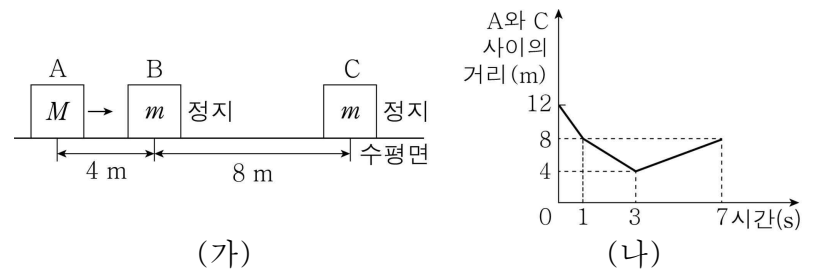 A B C
M m 정지 m 정지
4 m 8 m 수평면
(가)
A와 C
사이의
거리(m)
12
8
4
0 1 3 7 시간(s)
(나)